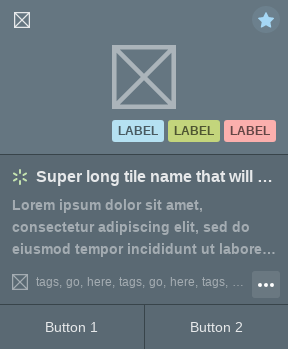 LABEL LABEL LABEL
Super long tile name that will …
Lorem ipsum dolor sit amet,
consectetur adipiscing elit, sed do
eiusmod tempor incididunt ut labore…
tags, go, here, tags, go, here, tags, …
Button 1 Button 2